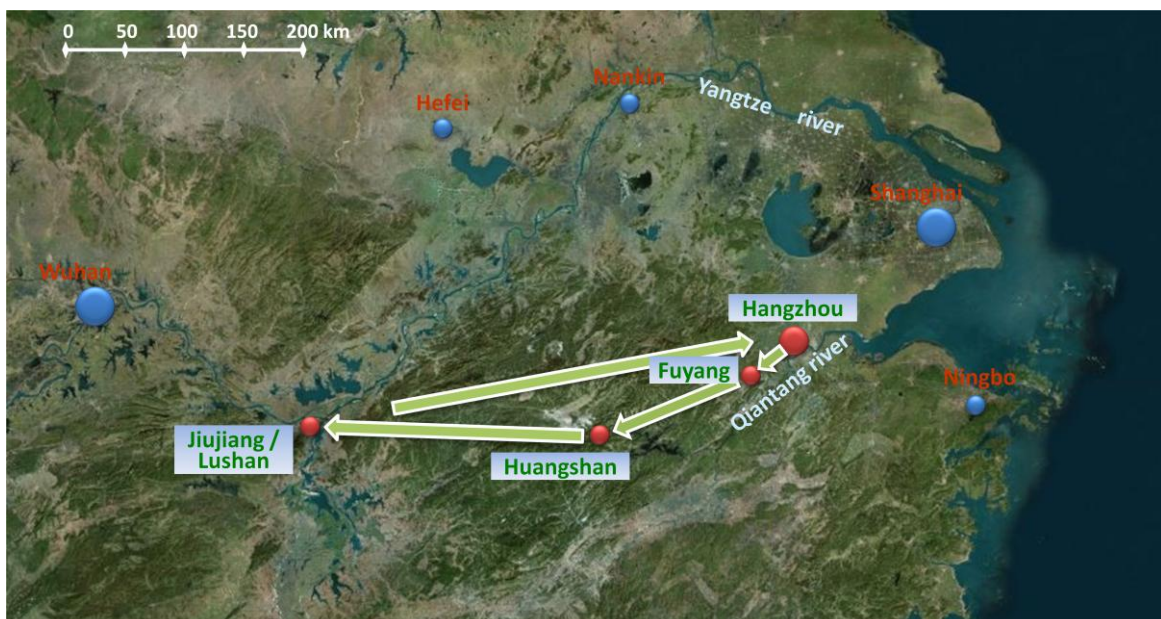 0 50 100 150 200 km
Nankin
Hefei
Yangtze river
Shanghai
Wuhan
Hangzhou
Fuyang
Qiantang river
Ningbo
Jiujiang /
Lushan
Huangshan